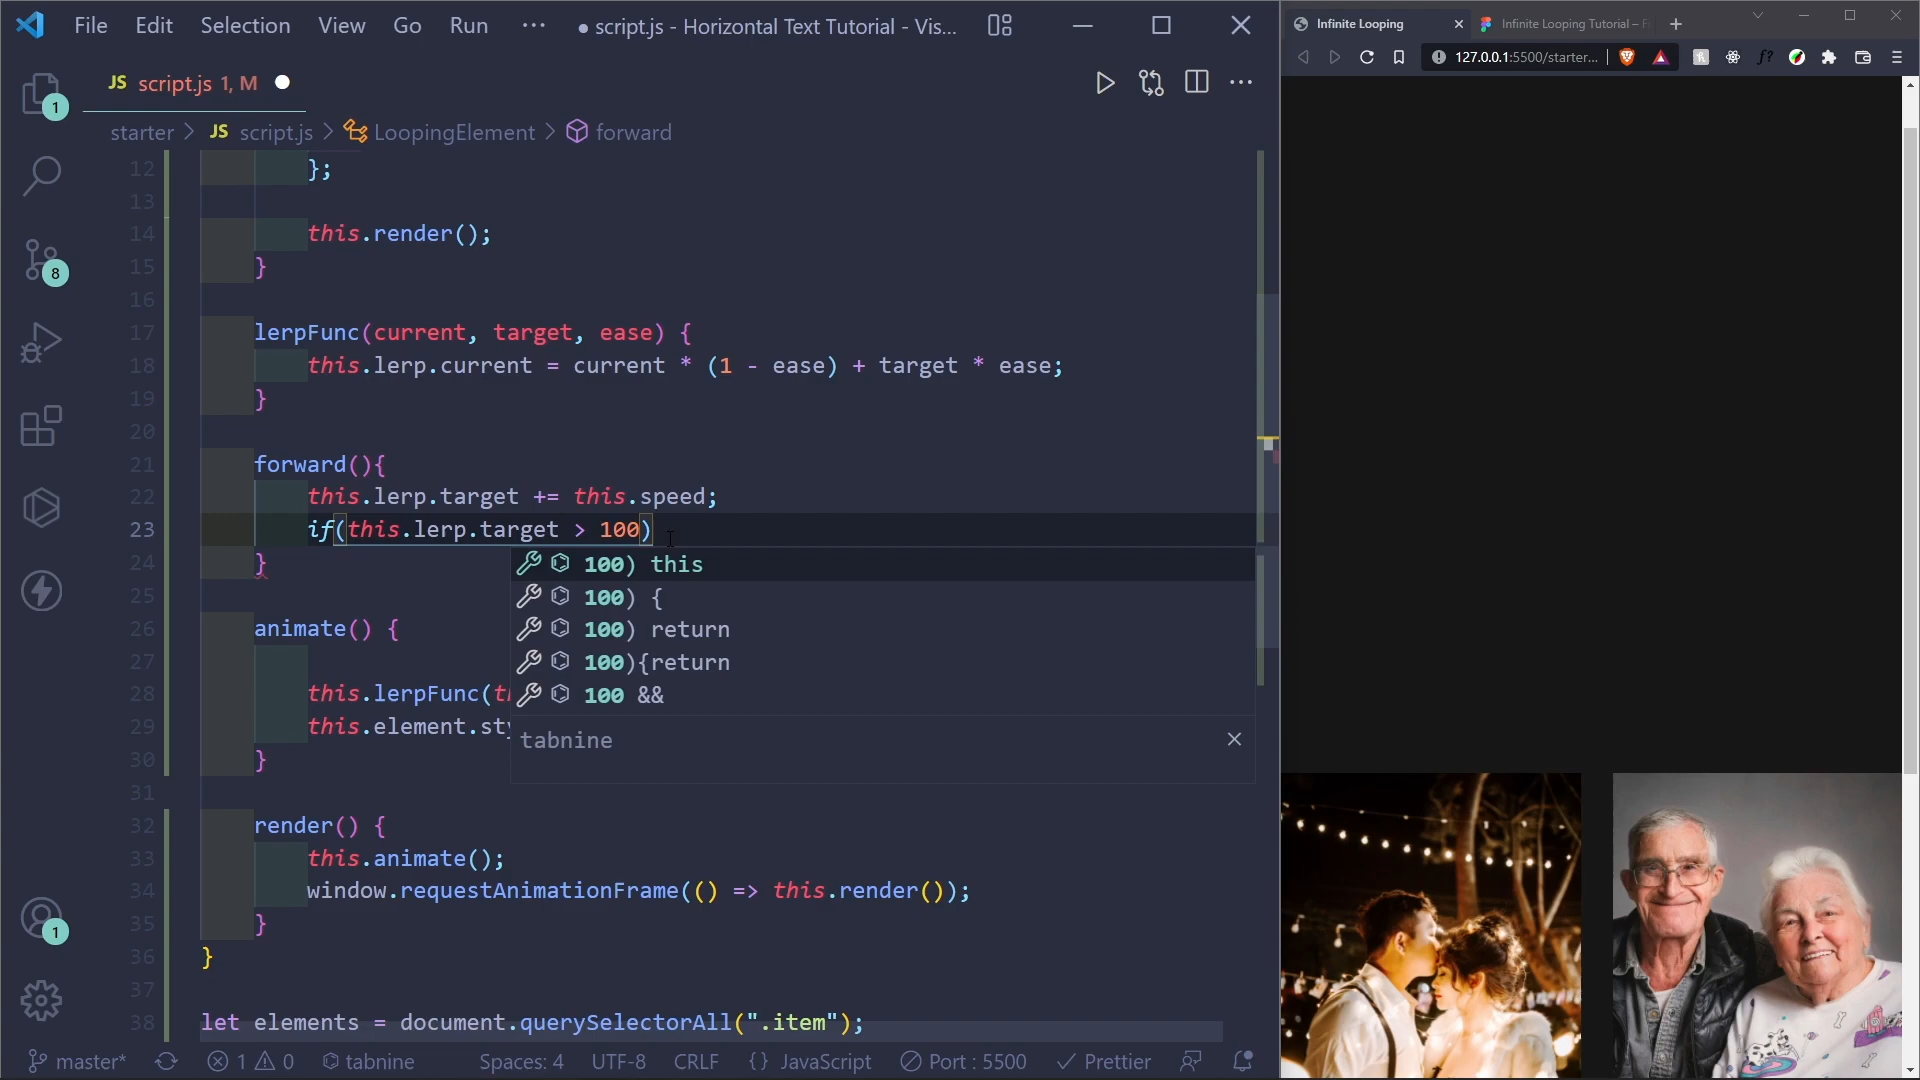 File Edit Selection View Go Run ··· ● script.js - Horizontal Text Tutorial - Vis...
JS script.js 1, M
starter > JS script.js > LoopingElement > forward
12 };
13
14 this.render();
15 }
16
17 lerpFunc(current, target, ease) {
18 this.lerp.current = current * (1 - ease) + target * ease;
19 }
20
21 forward(){
22 this.lerp.target += this.speed;
23 if(this.lerp.target > 100)
24 }
100) this
25
100) {
26 animate() {
100) return
27
100){return
28 this.lerpFunc(th
100 &&
29 this.element.sty
tabnine
30 }
31
32 render() {
33 this.animate();
34 window.requestAnimationFrame(() => this.render());
35 }
36 }
37
38 let elements = document.querySelectorAll(".item");
1
8
1
master* 1 0 tabnine Spaces: 4 UTF-8 CRLF {} JavaScript Port : 5500 Prettier
Infinite Looping
Infinite Looping Tutorial – F
127.0.0.1:5500/starter...
f?